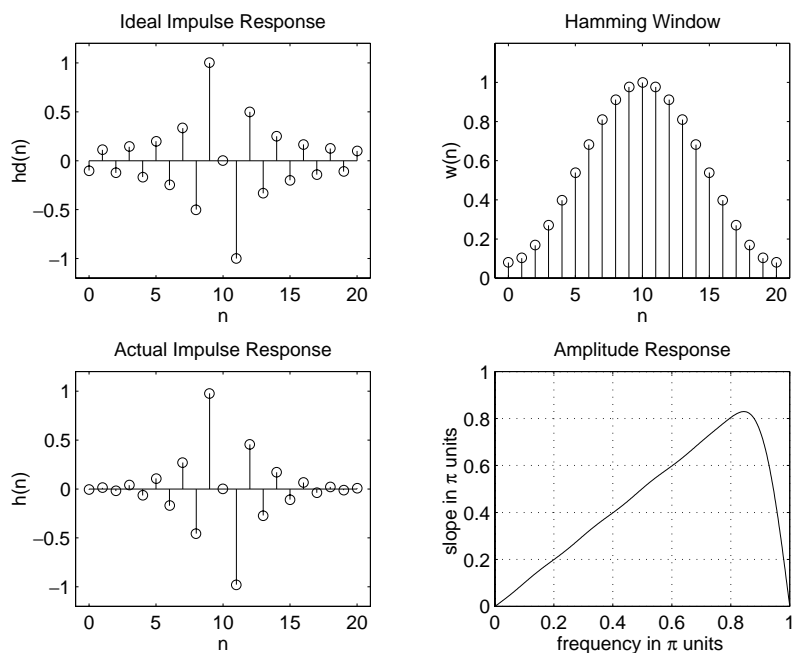 Ideal Impulse Response
hd(n)
1
0.5
0
−0.5
−1
0 5 10 15 20
n
Hamming Window
w(n)
1
0.8
0.6
0.4
0.2
0
0 5 10 15 20
n
Actual Impulse Response
h(n)
1
0.5
0
−0.5
−1
0 5 10 15 20
n
Amplitude Response
slope in π units
1
0.8
0.6
0.4
0.2
0
0 0.2 0.4 0.6 0.8 1
frequency in π units